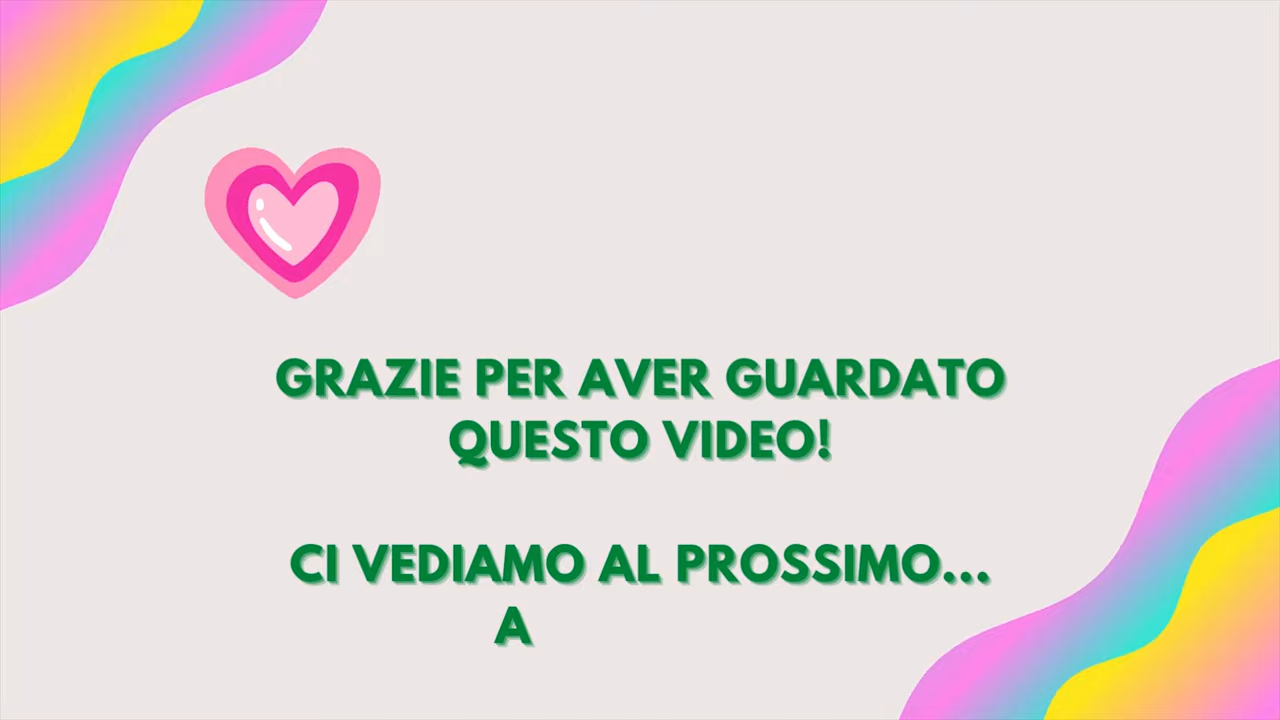 GRAZIE PER AVER GUARDATO
QUESTO VIDEO!
CI VEDIAMO AL PROSSIMO...
A